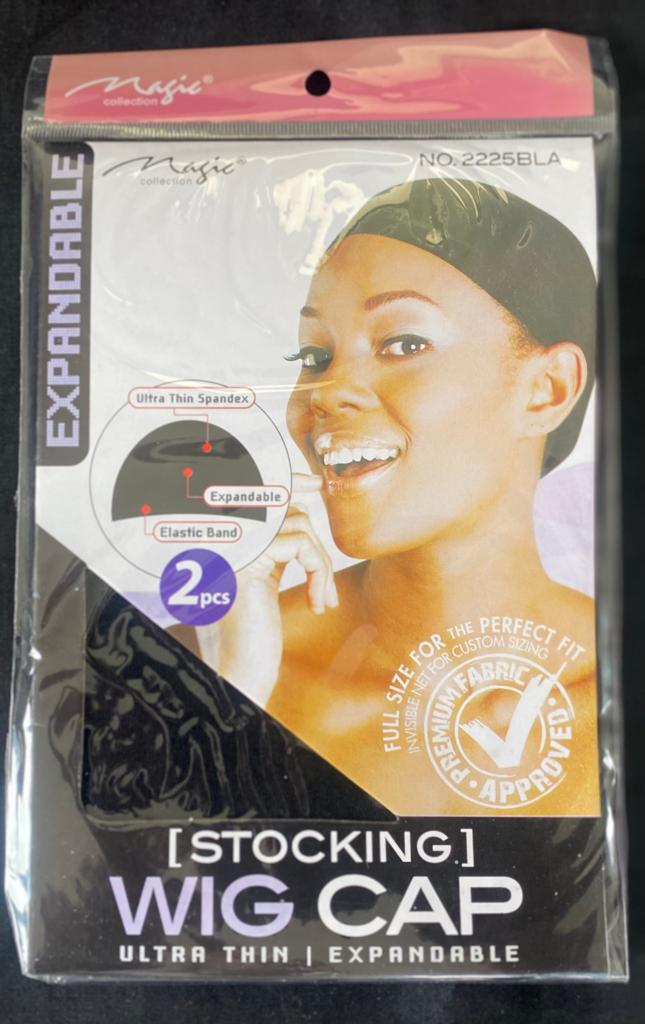 Magic®
collection
Magic®
collection
NO. 2225BLA
EXPANDABLE
Ultra Thin Spandex
Expandable
Elastic Band
2pcs
FULL SIZE FOR THE PERFECT FIT
INVISIBLE NET FOR CUSTOM SIZING
PREMIUM FABRIC
APPROVED
[STOCKING]
WIG CAP
ULTRA THIN | EXPANDABLE